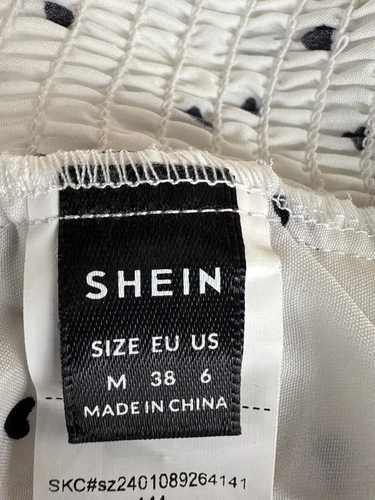 SHEIN
SIZE EU US
M 38 6
MADE IN CHINA
SKC#sz2401089264141